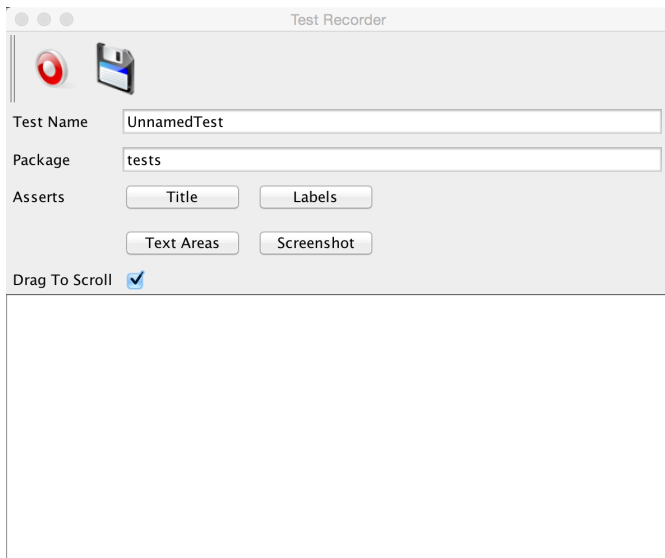 Test Recorder
Test Name UnnamedTest
Package tests
Asserts Title Labels
Text Areas Screenshot
Drag To Scroll